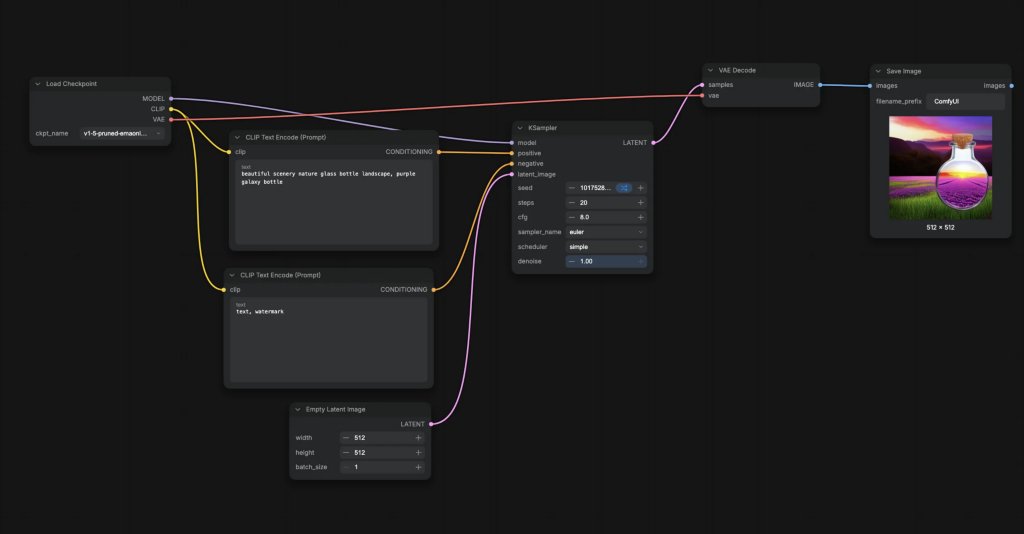 Load Checkpoint
MODEL
CLIP
VAE
ckpt_name v1-5-pruned-emaonl...
CLIP Text Encode (Prompt)
clip CONDITIONING
text
beautiful scenery nature glass bottle landscape, purple
galaxy bottle
CLIP Text Encode (Prompt)
clip CONDITIONING
text
text, watermark
Empty Latent Image
LATENT
width 512
height 512
batch_size 1
KSampler
model LATENT
positive
negative
latent_image
seed 1017528...
steps 20
cfg 8.0
sampler_name euler
scheduler simple
denoise 1.00
VAE Decode
samples IMAGE
vae
Save Image
images images
filename_prefix ComfyUI
512 × 512